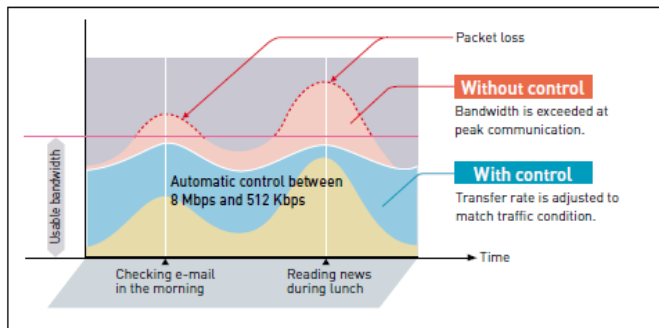 Packet loss
Without control
Bandwidth is exceeded at
peak communication.
Usable bandwidth
Automatic control between
8 Mbps and 512 Kbps
With control
Transfer rate is adjusted to
match traffic condition.
Time
Checking e-mail
in the morning
Reading news
during lunch